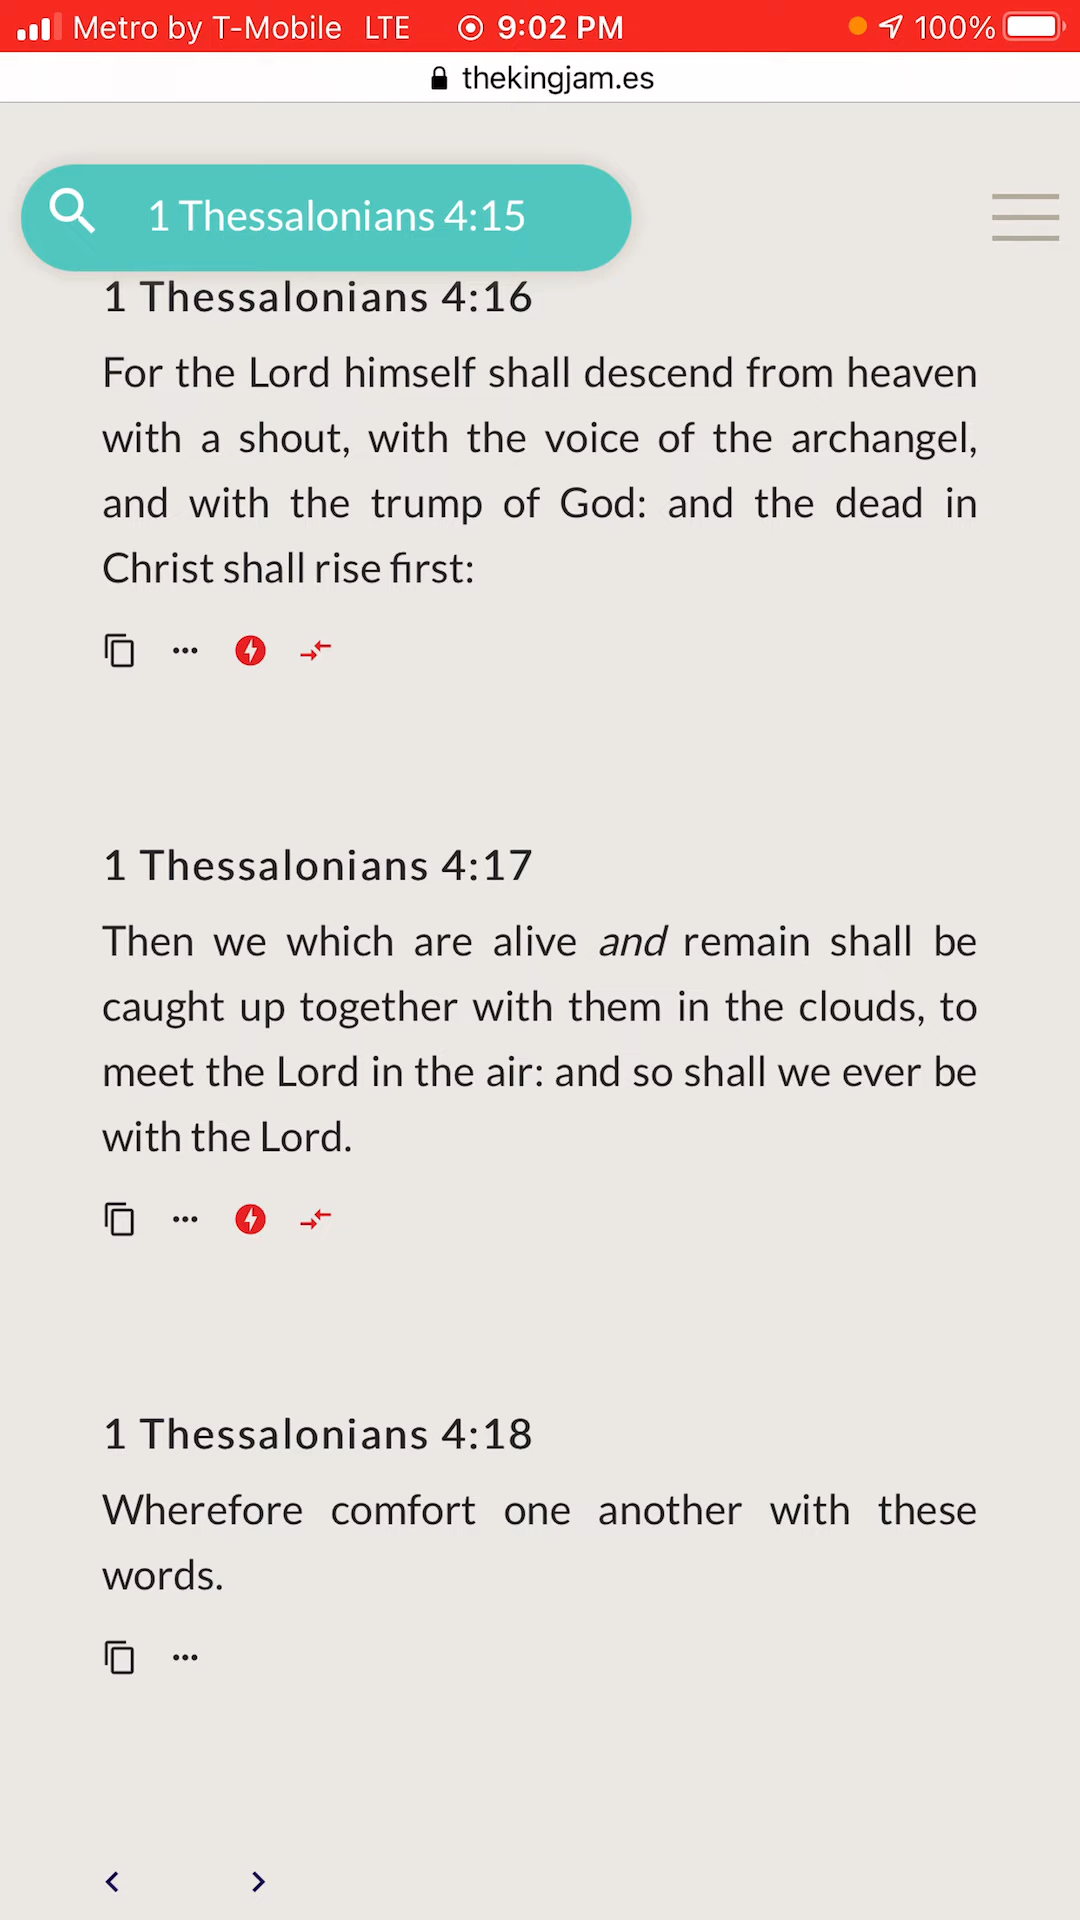 Metro by T-Mobile LTE 9:02 PM 100%
thekingjam.es
1 Thessalonians 4:15
1 Thessalonians 4:16
For the Lord himself shall descend from heaven
with a shout, with the voice of the archangel,
and with the trump of God: and the dead in
Christ shall rise first:
1 Thessalonians 4:17
Then we which are alive and remain shall be
caught up together with them in the clouds, to
meet the Lord in the air: and so shall we ever be
with the Lord.
1 Thessalonians 4:18
Wherefore comfort one another with these
words.